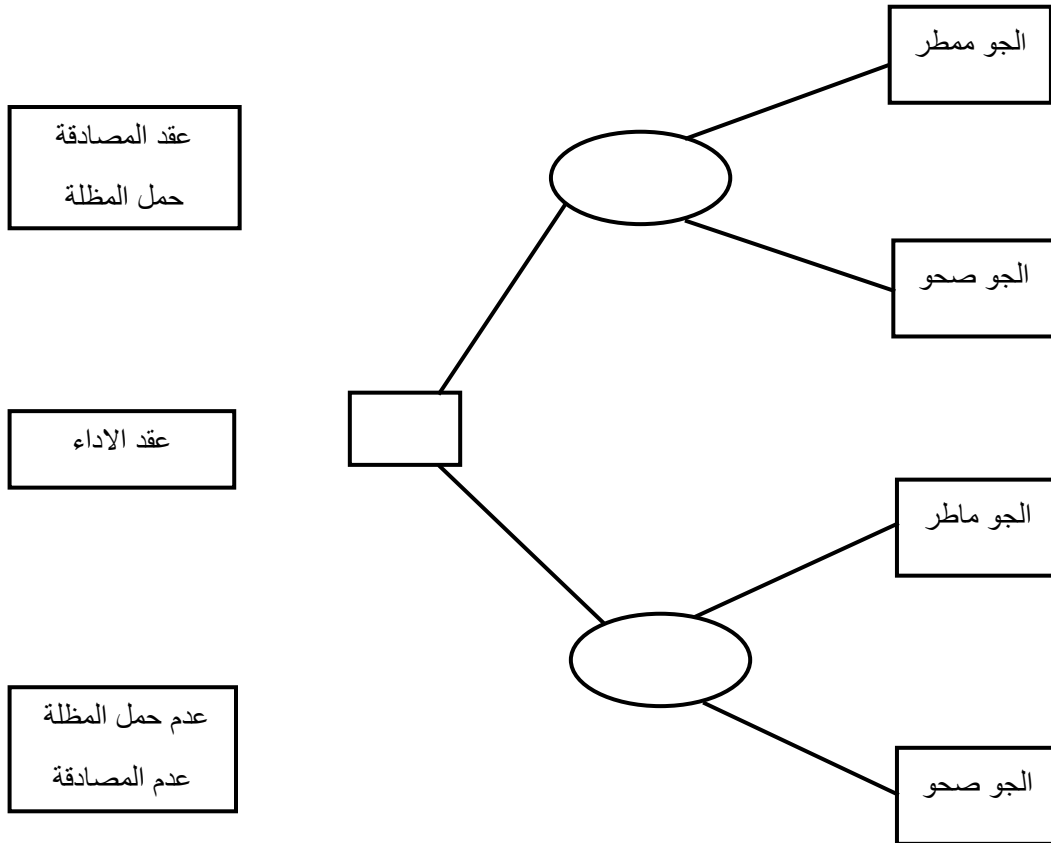 الجو ممطر
عقد المصادقة
حمل المظلة
الجو صحو
عقد الاداء
الجو ماطر
عدم حمل المظلة
عدم المصادقة
الجو صحو